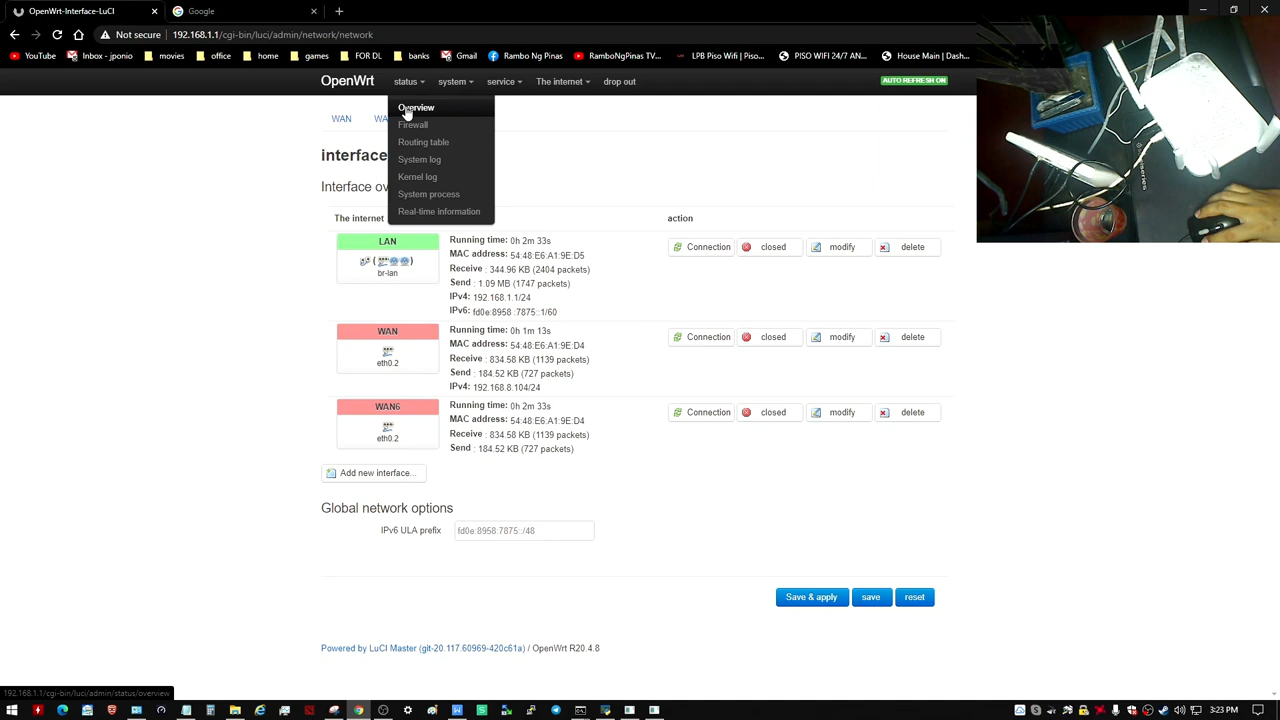 OpenWrt-Interface-LuCI
Google
Not secure 192.168.1.1/cgi-bin/luci/admin/network/network
YouTube Inbox - jponio movies office home games FOR DL banks Gmail Rambo Ng Pinas RamboNgPinas TV... LPB Piso Wifi | Piso... PISO WIFI 24/7 AN... House Main | Dash...
OpenWrt status system service The internet drop out AUTO REFRESH ON
Overview
WAN WA
Firewall
Routing table
interface
System log
Kernel log
Interface ov
System process
Real-time information
The internet action
LAN
br-lan
Running time: 0h 2m 33s
MAC address: 54:48:E6:A1:9E:D5
Receive : 344.96 KB (2404 packets)
Send : 1.09 MB (1747 packets)
IPv4: 192.168.1.1/24
IPv6: fd0e:8958 :7875::1/60
Connection closed modify delete
WAN
eth0.2
Running time: 0h 1m 13s
MAC address: 54:48:E6:A1:9E:D4
Receive : 834.58 KB (1139 packets)
Send : 184.52 KB (727 packets)
IPv4: 192.168.8.104/24
Connection closed modify delete
WAN6
eth0.2
Running time: 0h 2m 33s
MAC address: 54:48:E6:A1:9E:D4
Receive : 834.58 KB (1139 packets)
Send : 184.52 KB (727 packets)
Connection closed modify delete
Add new interface...
Global network options
IPv6 ULA prefix fd0e:8958:7875::/48
Save & apply save reset
Powered by LuCI Master (git-20.117.60969-420c61a) / OpenWrt R20.4.8
192.168.1.1/cgi-bin/luci/admin/status/overview
3:23 PM